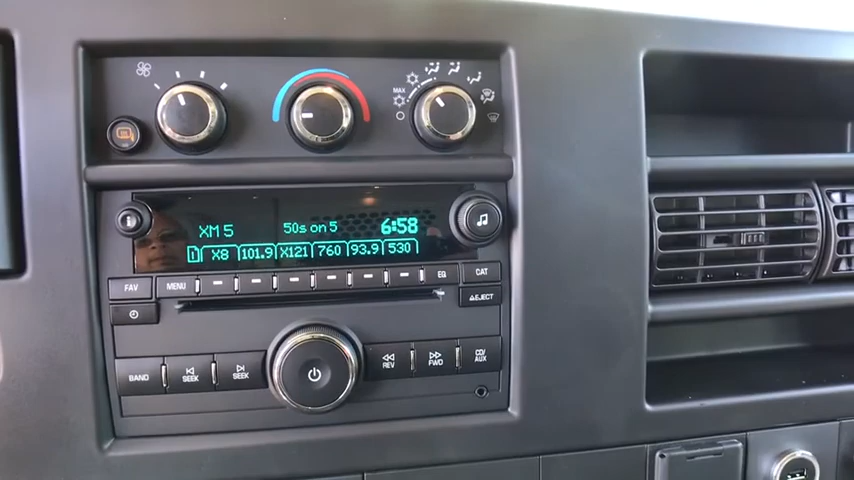 MAX
XM 5 50s on 5 6:58
1 X8 101.9 X121 760 93.9 530
FAV MENU EQ CAT
EJECT
BAND SEEK SEEK REV FWD CD/AUX